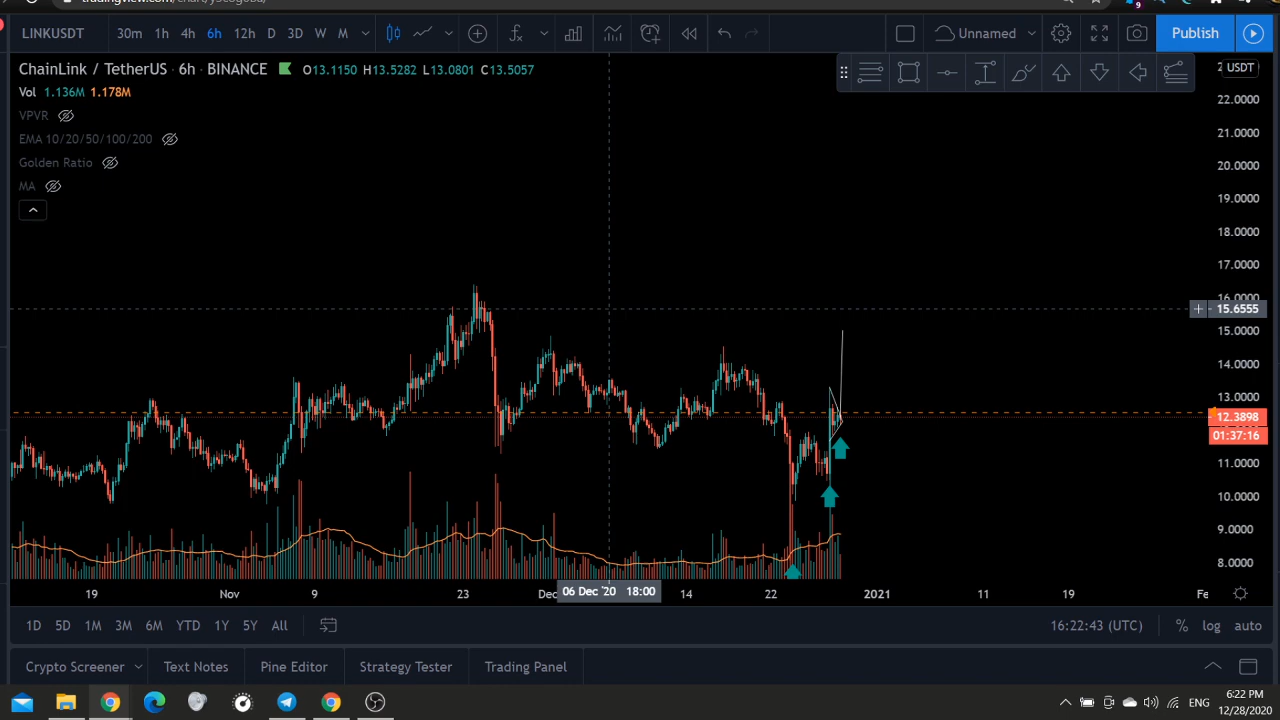 9
LINKUSDT 30m 1h 4h 6h 12h D 3D W M Unnamed Publish
ChainLink / TetherUS · 6h · BINANCE O13.1150 H13.5282 L13.0801 C13.5057
USDT
Vol 1.136M 1.178M
22.0000
VPVR
21.0000
EMA 10/20/50/100/200
Golden Ratio
20.0000
MA
19.0000
18.0000
17.0000
16.0000
15.6555
15.0000
14.0000
13.0000
12.3898
01:37:16
11.0000
10.0000
9.0000
8.0000
19 Nov 9 23 Dec 06 Dec '20 18:00 14 22 2021 11 19 Fe
1D 5D 1M 3M 6M YTD 1Y 5Y All 16:22:43 (UTC) % log auto
Crypto Screener Text Notes Pine Editor Strategy Tester Trading Panel
ENG 6:22 PM
12/28/2020